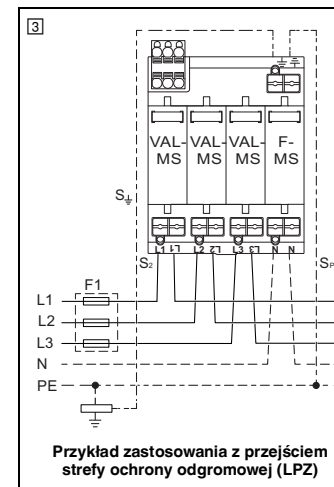 3
VAL-MS VAL-MS VAL-MS F-MS
S⏚
L1 L1 L2 L2 L3 L3 N N
S2
SP
F1
L1
L2
L3
N
PE
Przykład zastosowania z przejściem
strefy ochrony odgromowej (LPZ)